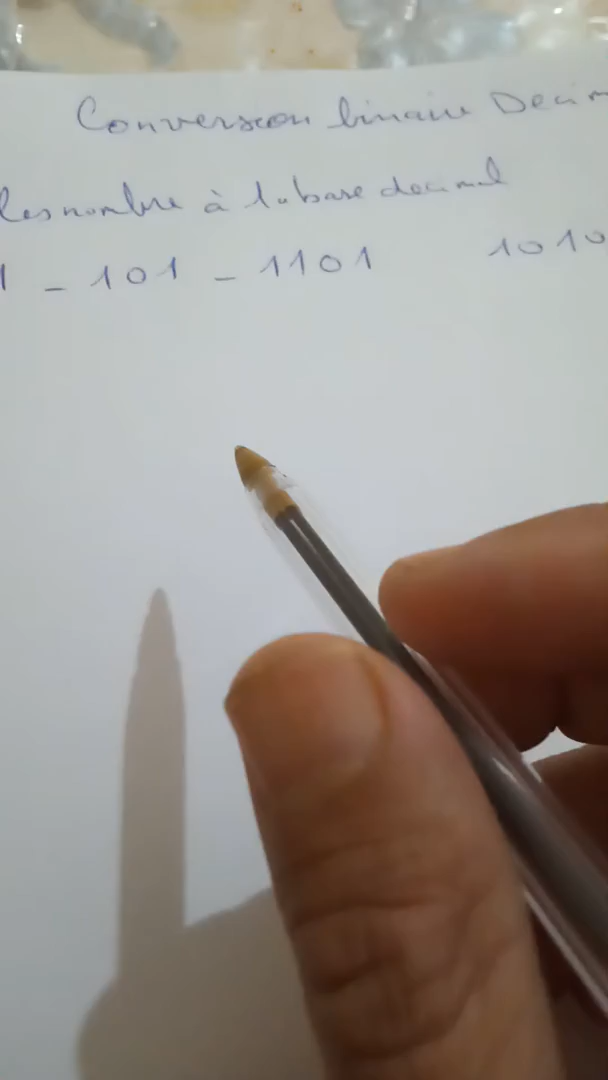 Conversion binaire Decim
les nombre à la base decimal
1 - 101 - 1101 1010